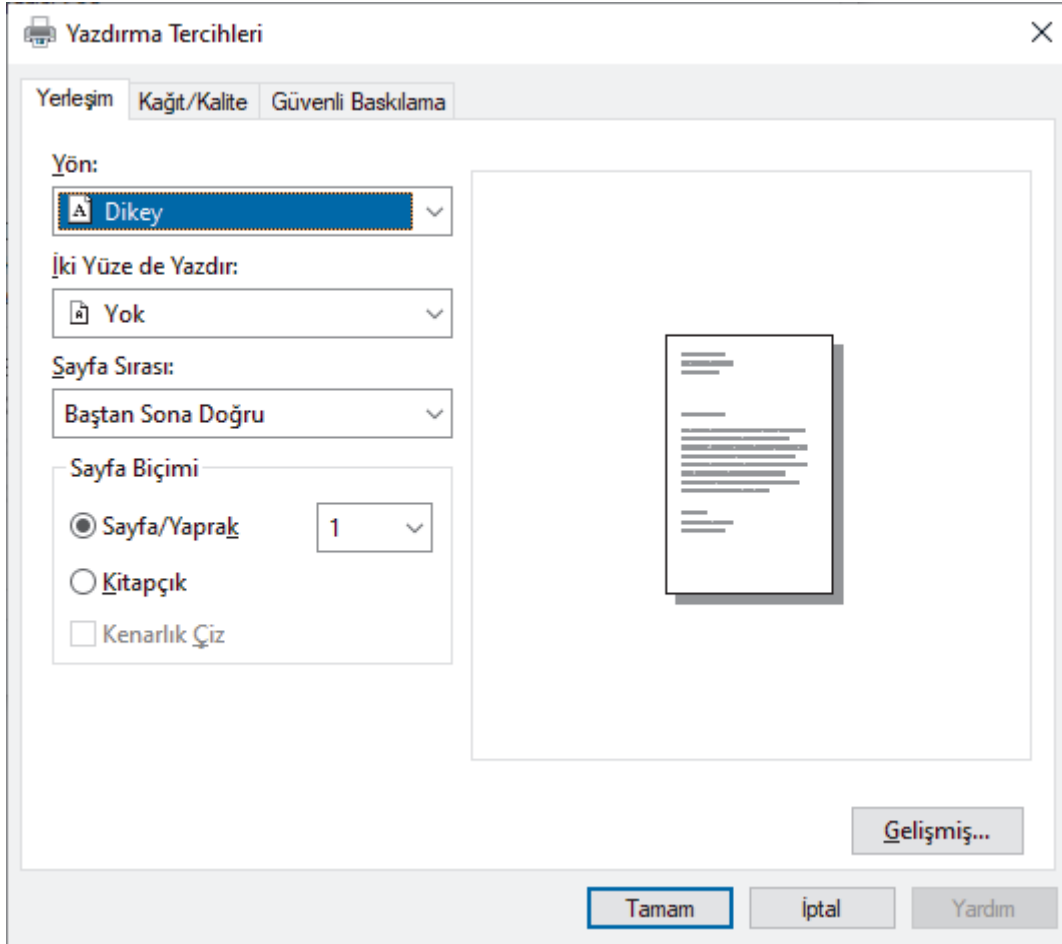 Yazdırma Tercihleri
Yerleşim Kağıt/Kalite Güvenli Baskılama
Yön:
Dikey
İki Yüze de Yazdır:
Yok
Sayfa Sırası:
Baştan Sona Doğru
Sayfa Biçimi
Sayfa/Yaprak 1
Kitapçık
Kenarlık Çiz
Gelişmiş...
Tamam İptal Yardım